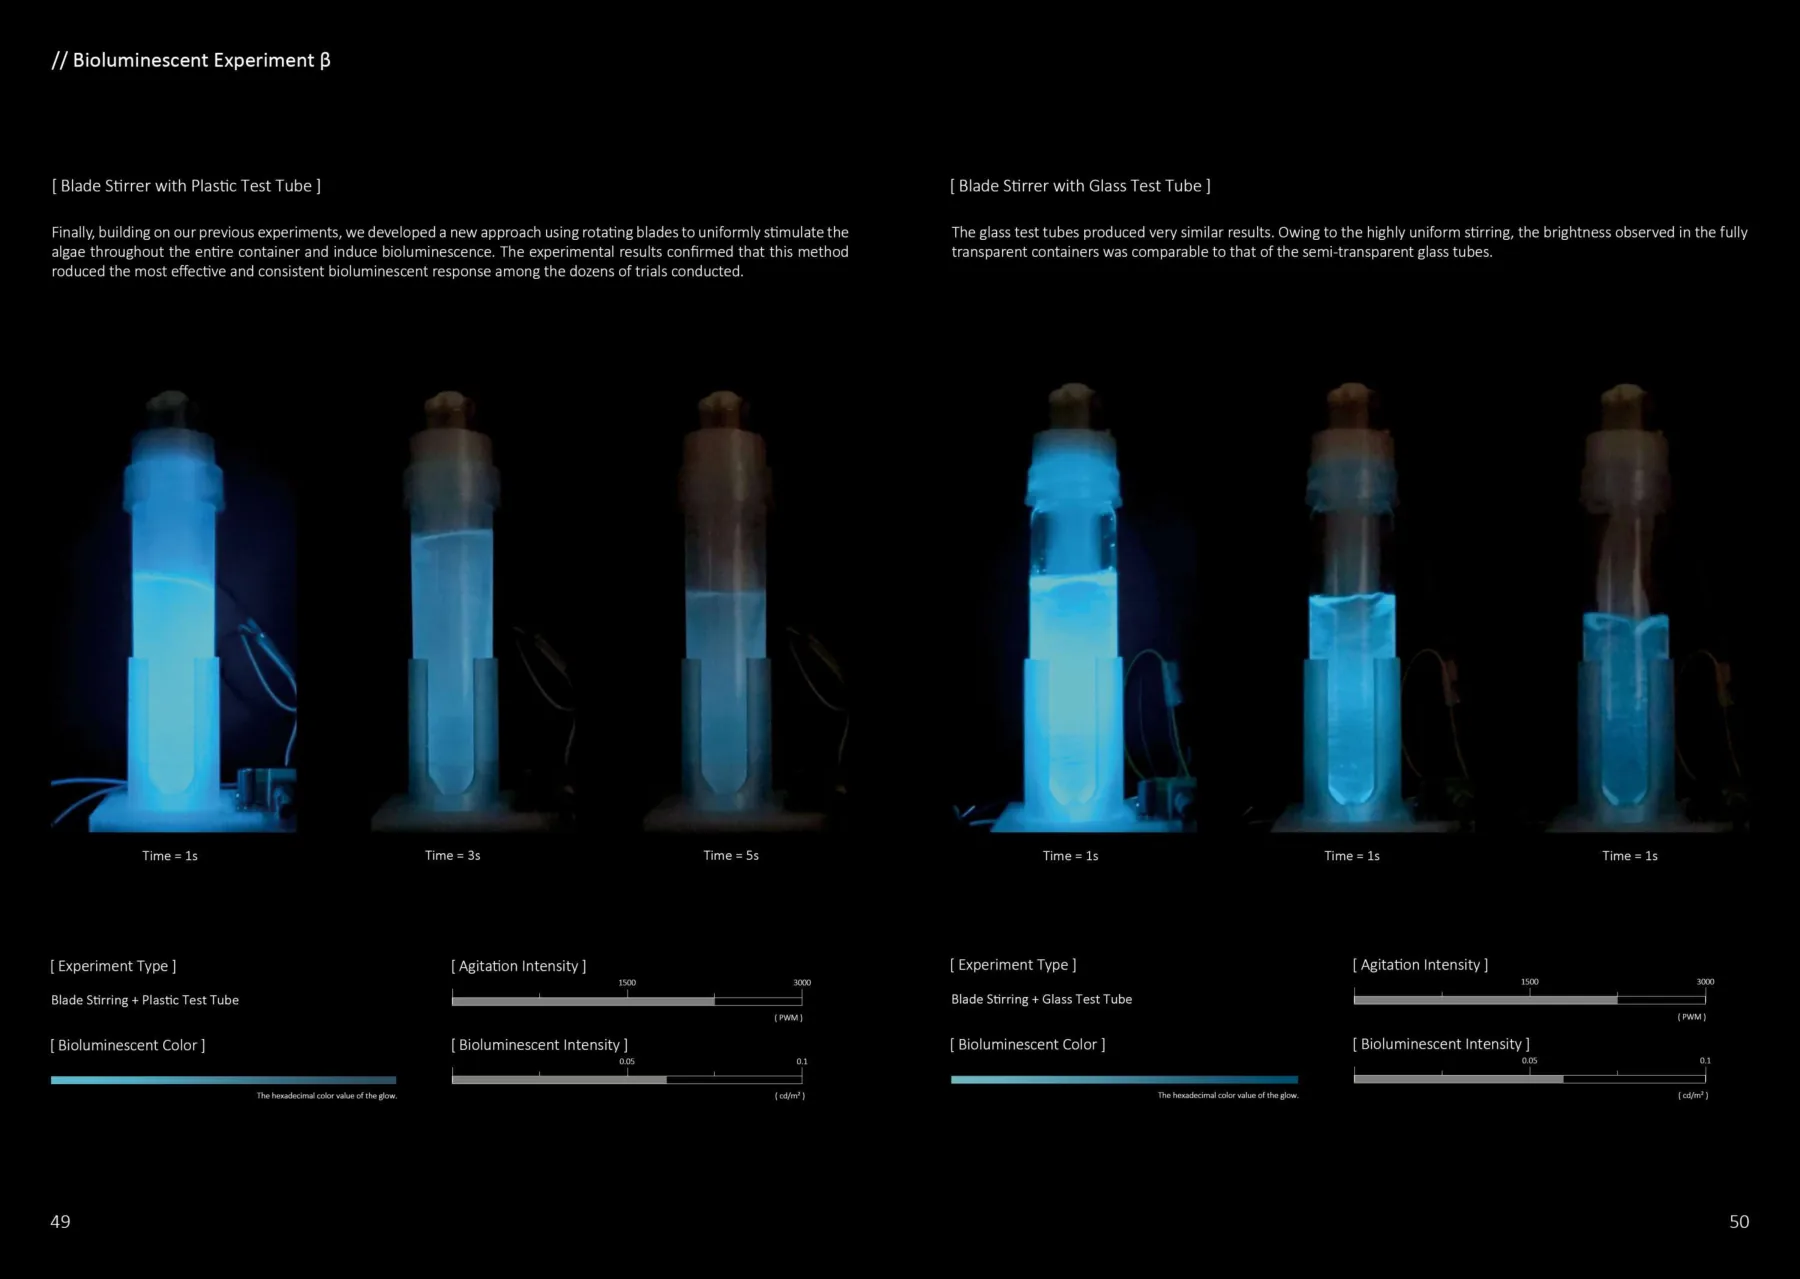 // Bioluminescent Experiment β
[ Blade Stirrer with Plastic Test Tube ]
Finally, building on our previous experiments, we developed a new approach using rotating blades to uniformly stimulate the
algae throughout the entire container and induce bioluminescence. The experimental results confirmed that this method
roduced the most effective and consistent bioluminescent response among the dozens of trials conducted.
Time = 1s
Time = 3s
Time = 5s
[ Experiment Type ]
Blade Stirring + Plastic Test Tube
[ Bioluminescent Color ]
The hexadecimal color value of the glow.
[ Agitation Intensity ]
1500
3000
( PWM )
[ Bioluminescent Intensity ]
0.05
0.1
( cd/m² )
49
[ Blade Stirrer with Glass Test Tube ]
The glass test tubes produced very similar results. Owing to the highly uniform stirring, the brightness observed in the fully
transparent containers was comparable to that of the semi-transparent glass tubes.
Time = 1s
Time = 1s
Time = 1s
[ Experiment Type ]
Blade Stirring + Glass Test Tube
[ Bioluminescent Color ]
The hexadecimal color value of the glow.
[ Agitation Intensity ]
1500
3000
( PWM )
[ Bioluminescent Intensity ]
0.05
0.1
( cd/m² )
50